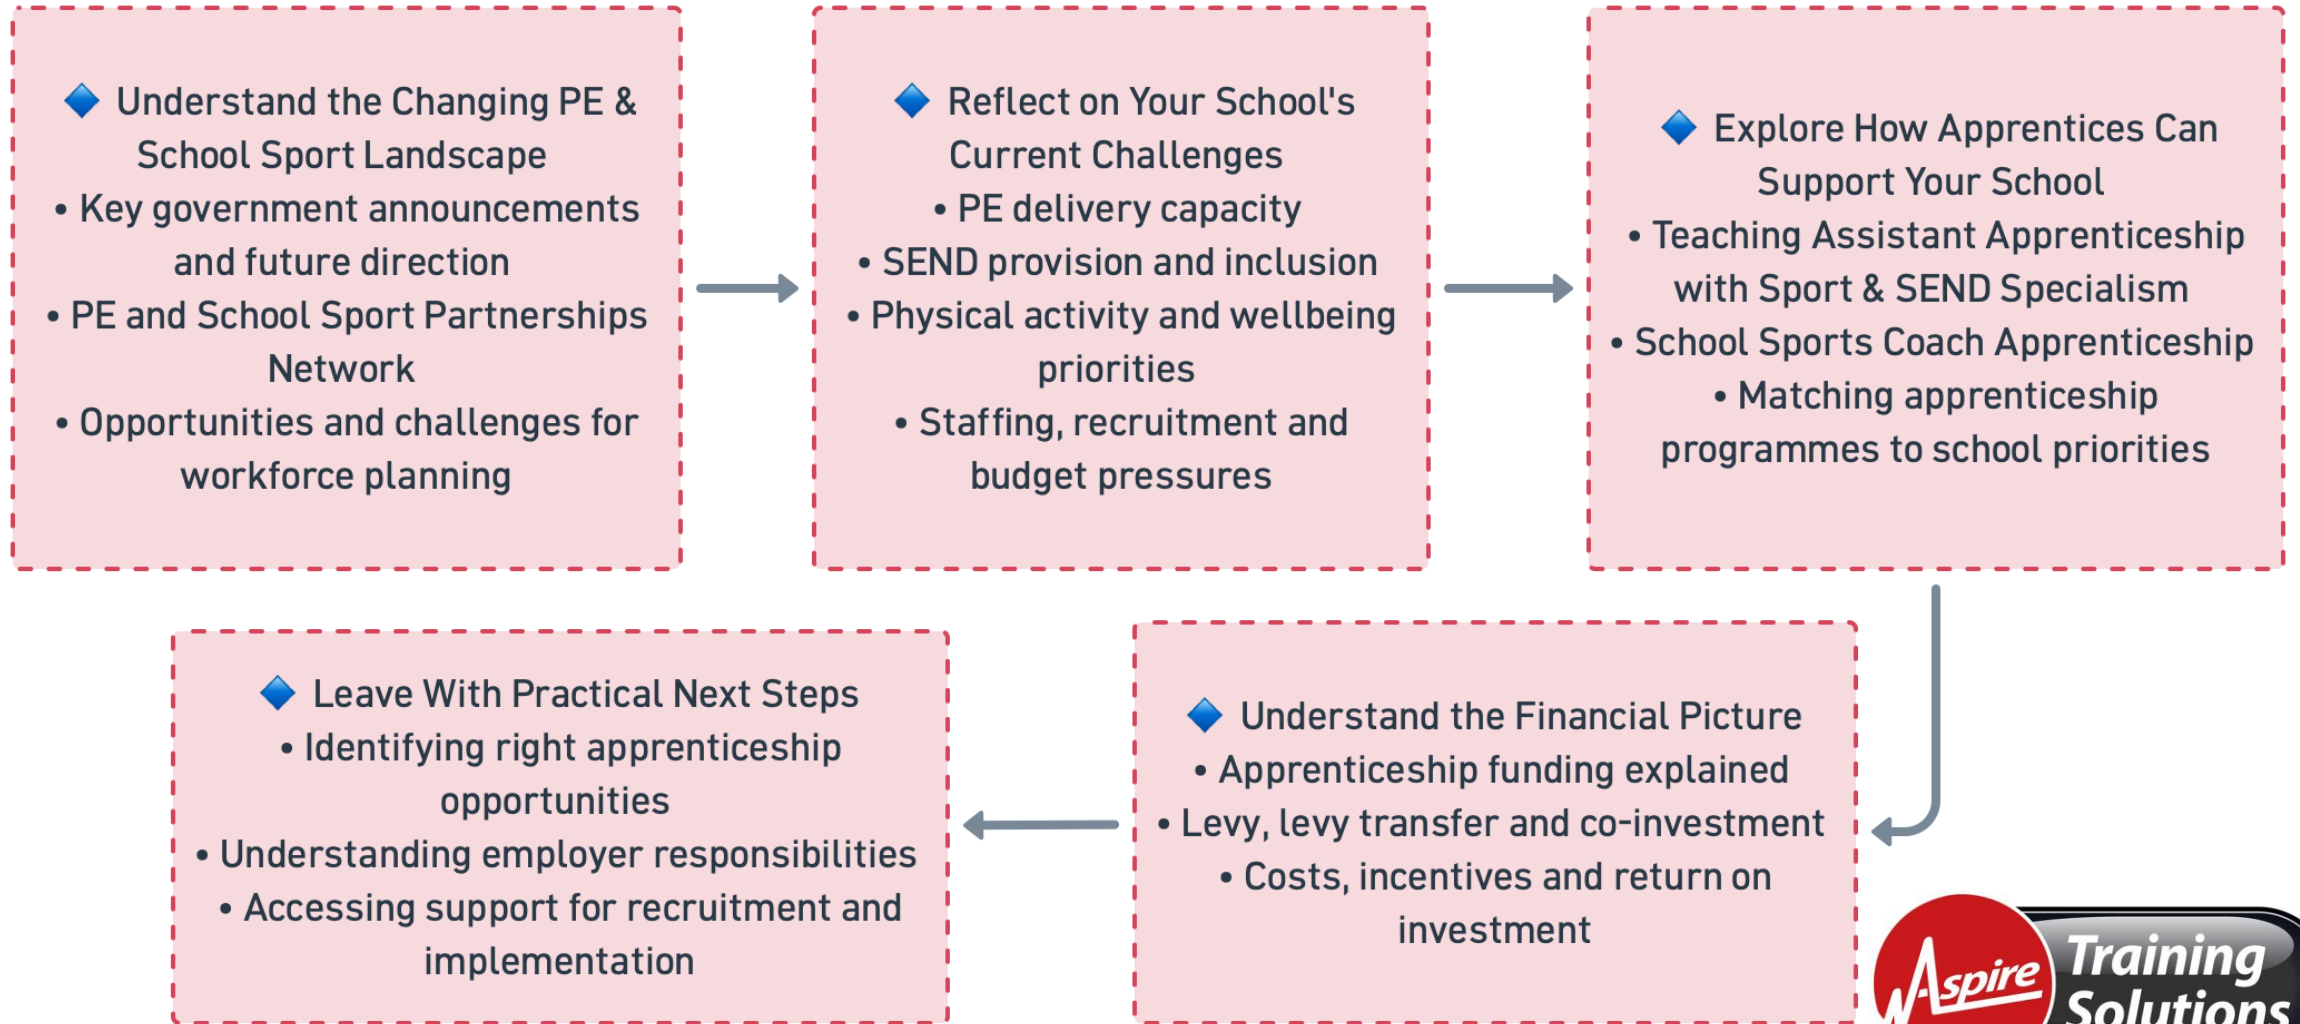 🔷 Understand the Changing PE &
School Sport Landscape
• Key government announcements
and future direction
• PE and School Sport Partnerships
Network
• Opportunities and challenges for
workforce planning
🔷 Reflect on Your School's
Current Challenges
• PE delivery capacity
• SEND provision and inclusion
• Physical activity and wellbeing
priorities
• Staffing, recruitment and
budget pressures
🔷 Explore How Apprentices Can
Support Your School
• Teaching Assistant Apprenticeship
with Sport & SEND Specialism
• School Sports Coach Apprenticeship
• Matching apprenticeship
programmes to school priorities
🔷 Understand the Financial Picture
• Apprenticeship funding explained
• Levy, levy transfer and co-investment
• Costs, incentives and return on
investment
🔷 Leave With Practical Next Steps
• Identifying right apprenticeship
opportunities
• Understanding employer responsibilities
• Accessing support for recruitment and
implementation
Aspire
Training
Solutions